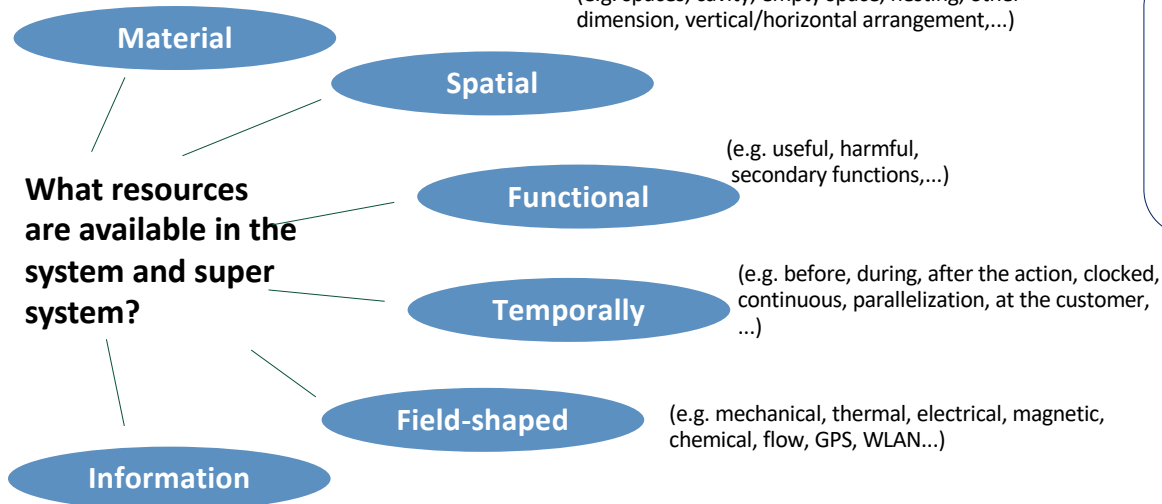 dimension, vertical/horizontal arrangement,...)
Material
Spatial
(e.g. useful, harmful,
secondary functions,...)
What resources
are available in the
system and super
system?
Functional
(e.g. before, during, after the action, clocked,
continuous, parallelization, at the customer,
...)
Temporally
Field-shaped
(e.g. mechanical, thermal, electrical, magnetic,
chemical, flow, GPS, WLAN...)
Information